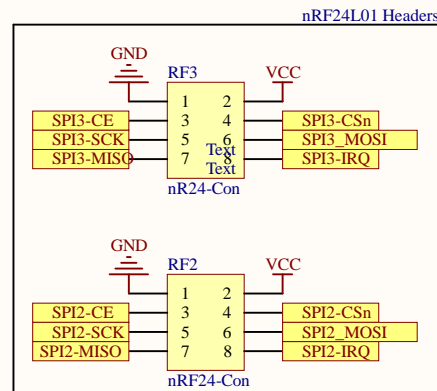 nRF24L01 Headers
GND RF3 VCC
1 2
SPI3-CE 3 4 SPI3-CSn
SPI3-SCK 5 6 SPI3_MOSI
Text
SPI3-MISO 7 8 SPI3-IRQ
Text
nR24-Con
GND RF2 VCC
1 2
SPI2-CE 3 4 SPI2-CSn
SPI2-SCK 5 6 SPI2_MOSI
SPI2-MISO 7 8 SPI2-IRQ
nRF24-Con